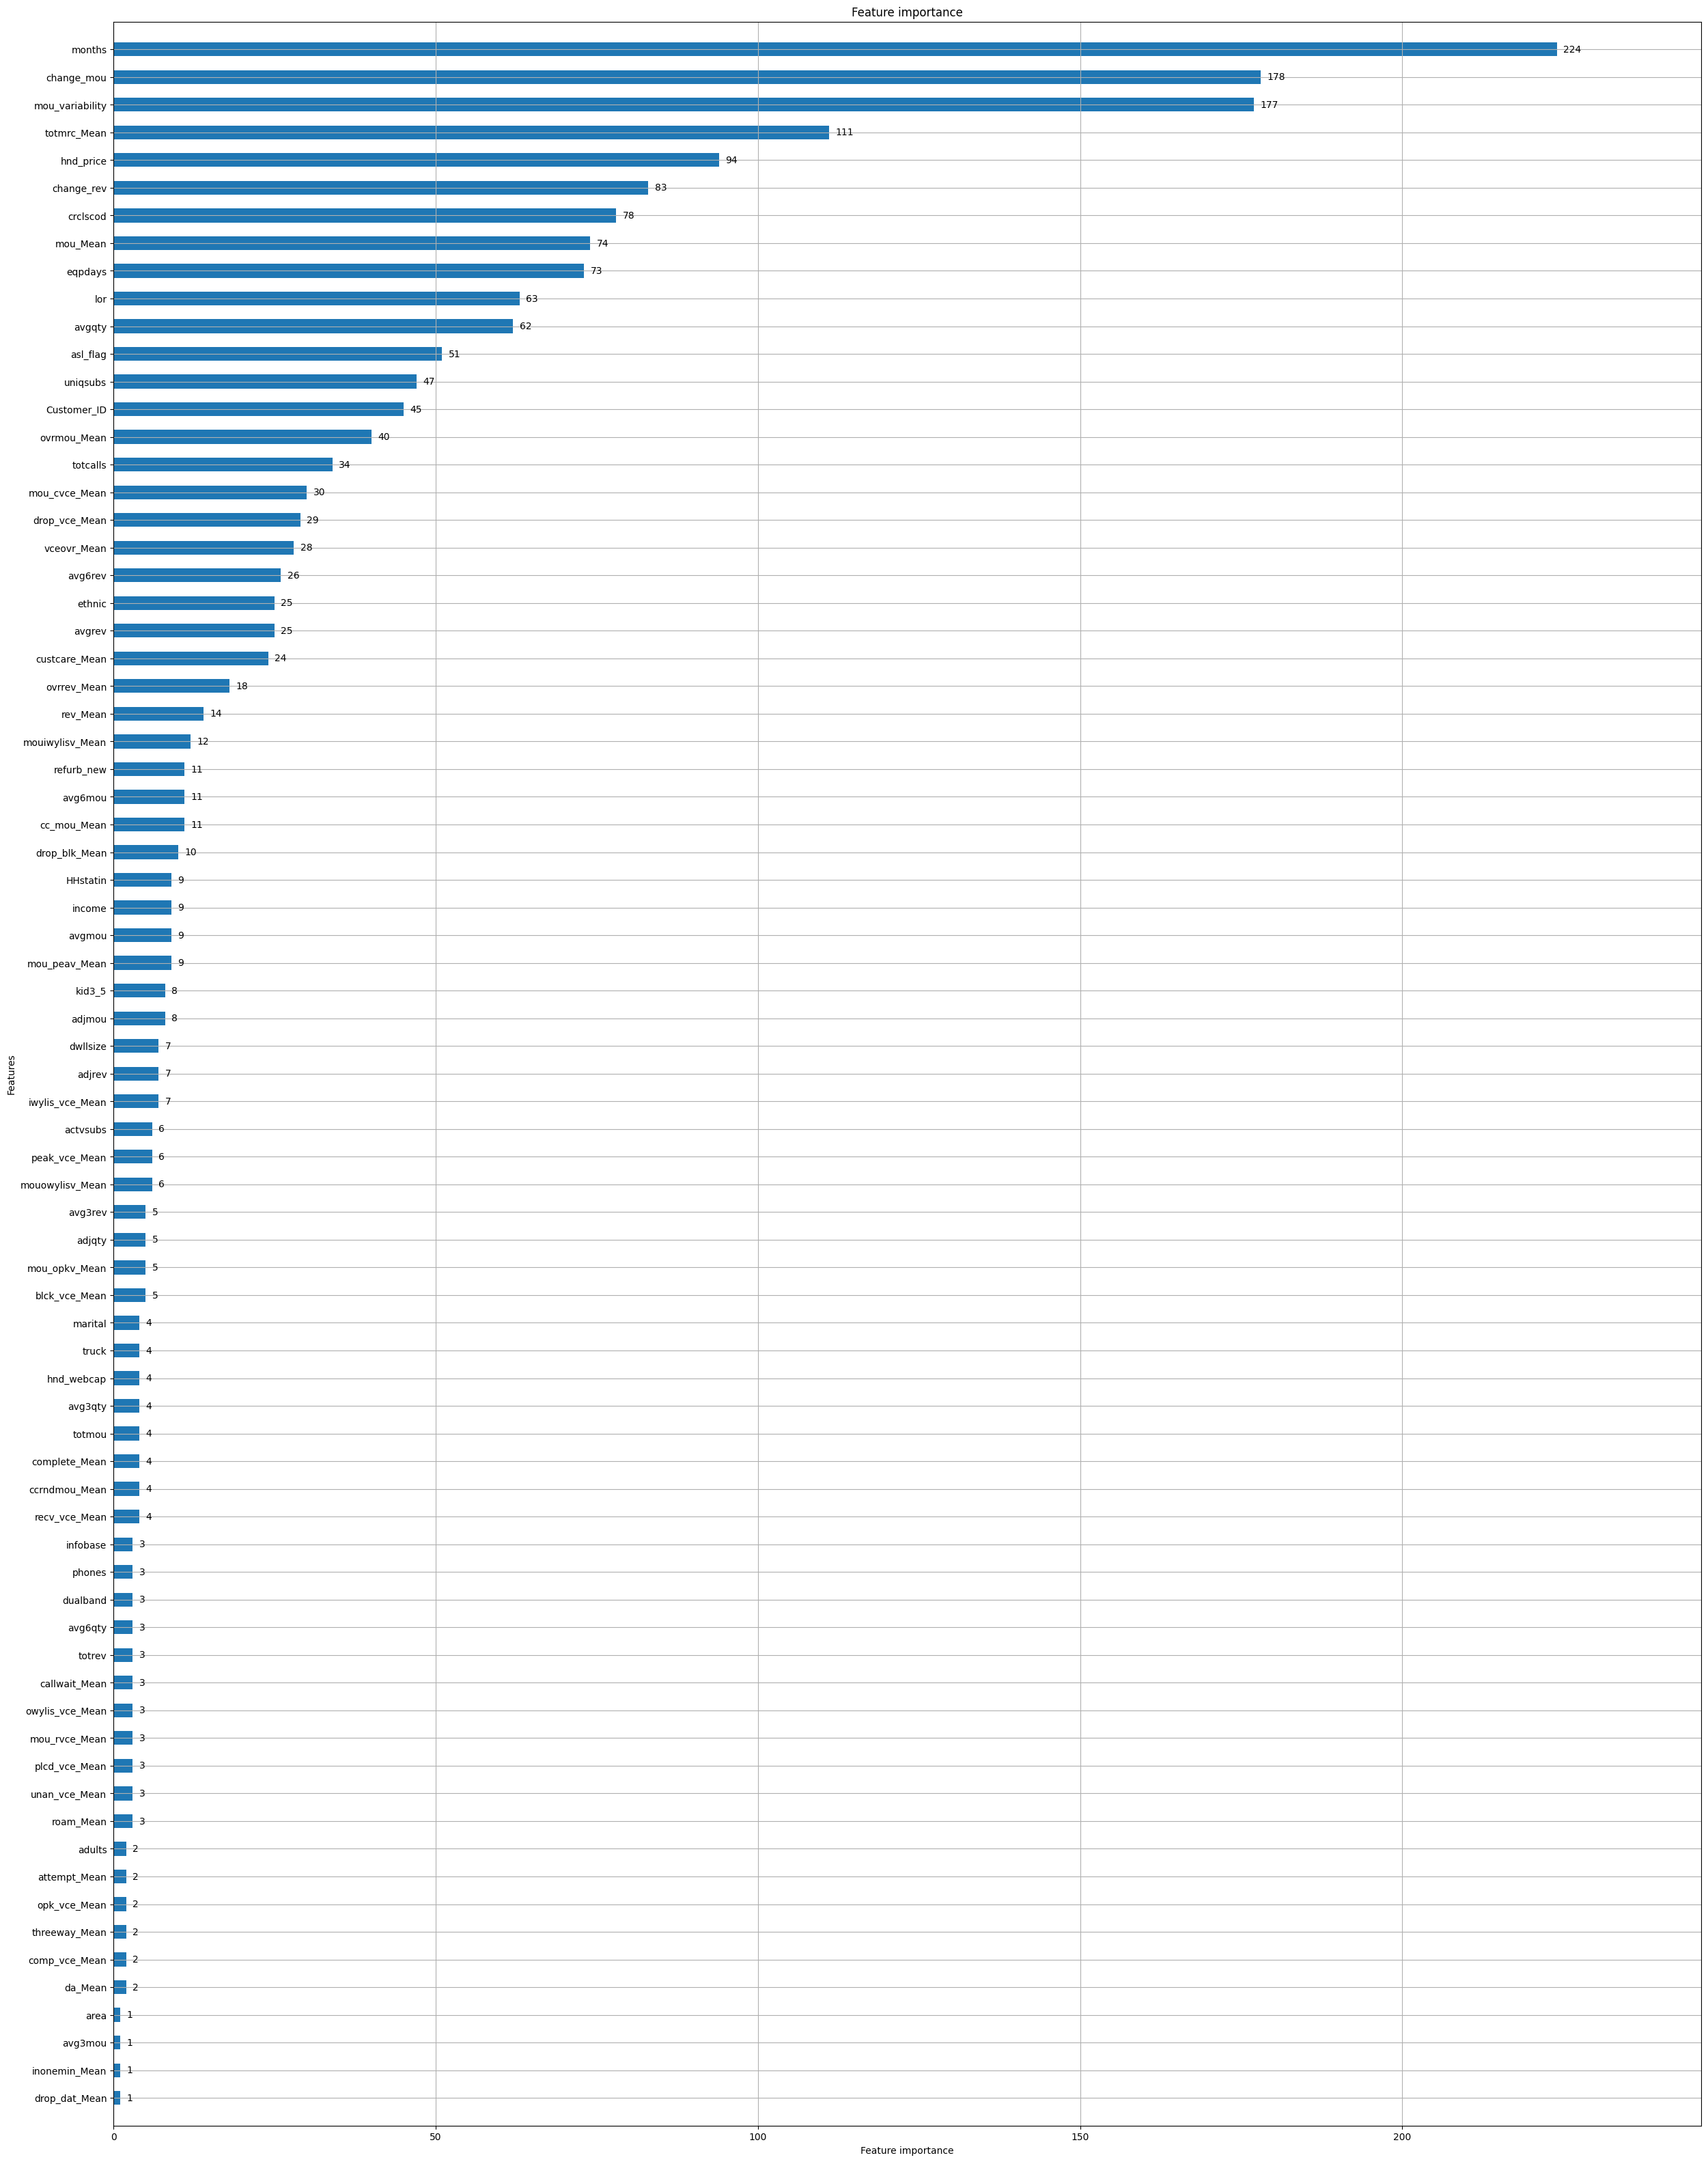 Feature importance
months 224
change_mou 178
mou_variability 177
totmrc_Mean 111
hnd_price 94
change_rev 83
crclscod 78
mou_Mean 74
eqpdays 73
lor 63
avgqty 62
asl_flag 51
uniqsubs 47
Customer_ID 45
ovrmou_Mean 40
totcalls 34
mou_cvce_Mean 30
drop_vce_Mean 29
vceovr_Mean 28
avg6rev 26
ethnic 25
avgrev 25
custcare_Mean 24
ovrrev_Mean 18
rev_Mean 14
mouiwylisv_Mean 12
refurb_new 11
avg6mou 11
cc_mou_Mean 11
drop_blk_Mean 10
HHstatin 9
income 9
avgmou 9
mou_peav_Mean 9
kid3_5 8
adjmou 8
dwllsize 7
adjrev 7
iwylis_vce_Mean 7
actvsubs 6
peak_vce_Mean 6
mouowylisv_Mean 6
avg3rev 5
adjqty 5
mou_opkv_Mean 5
blck_vce_Mean 5
marital 4
truck 4
hnd_webcap 4
avg3qty 4
totmou 4
complete_Mean 4
ccrndmou_Mean 4
recv_vce_Mean 4
infobase 3
phones 3
dualband 3
avg6qty 3
totrev 3
callwait_Mean 3
owylis_vce_Mean 3
mou_rvce_Mean 3
plcd_vce_Mean 3
unan_vce_Mean 3
roam_Mean 3
adults 2
attempt_Mean 2
opk_vce_Mean 2
threeway_Mean 2
comp_vce_Mean 2
da_Mean 2
area 1
avg3mou 1
inonemin_Mean 1
drop_dat_Mean 1
Features
0 50 100 150 200
Feature importance